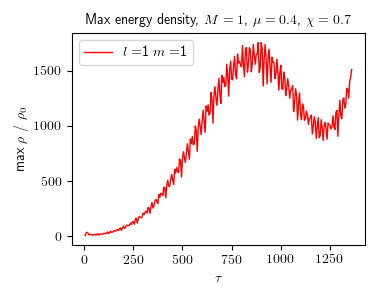 Max energy density, M = 1, μ = 0.4, χ = 0.7
l =1 m =1
max ρ / ρ₀
1500
1000
500
0
0
250
500
750
1000
1250
τ